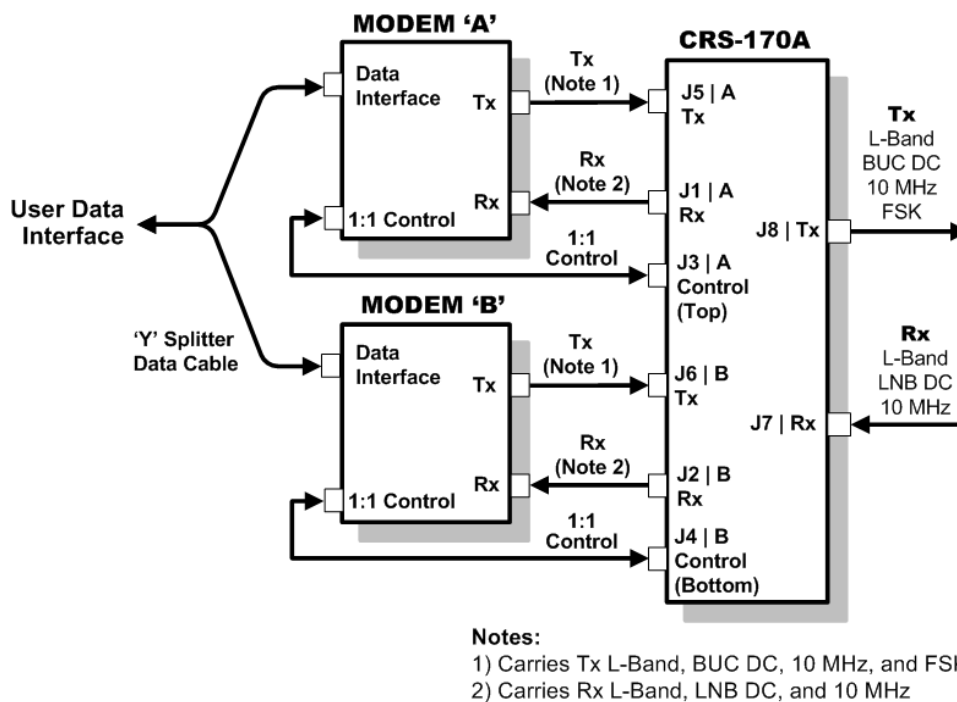 MODEM ‘A’
Data
Interface
Tx
Rx
1:1 Control
Tx
(Note 1)
Rx
(Note 2)
1:1
Control
User Data
Interface
‘Y’ Splitter
Data Cable
MODEM ‘B’
Data
Interface
Tx
Rx
1:1 Control
Tx
(Note 1)
Rx
(Note 2)
1:1
Control
CRS-170A
J5 | A
Tx
J1 | A
Rx
J3 | A
Control
(Top)
J6 | B
Tx
J2 | B
Rx
J4 | B
Control
(Bottom)
J8 | Tx
J7 | Rx
Tx
L-Band
BUC DC
10 MHz
FSK
Rx
L-Band
LNB DC
10 MHz
Notes:
1) Carries Tx L-Band, BUC DC, 10 MHz, and FSK
2) Carries Rx L-Band, LNB DC, and 10 MHz